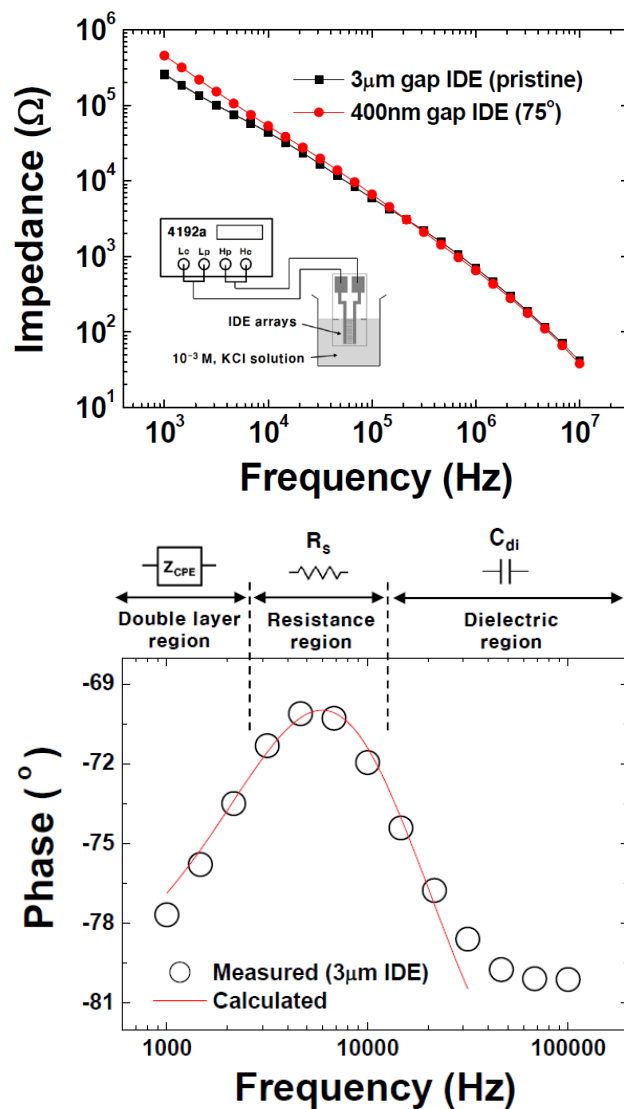 10^6
10^5
10^4
10^3
10^2
10^1
Impedance (Ω)
3μm gap IDE (pristine)
400nm gap IDE (75°)
4192a
Lc Lp Hp Hc
IDE arrays
10^-3 M, KCl solution
10^3 10^4 10^5 10^6 10^7
Frequency (Hz)
Z_CPE
R_s
C_di
Double layer region
Resistance region
Dielectric region
-69
-72
-75
-78
-81
Phase (°)
Measured (3μm IDE)
Calculated
1000 10000 100000
Frequency (Hz)